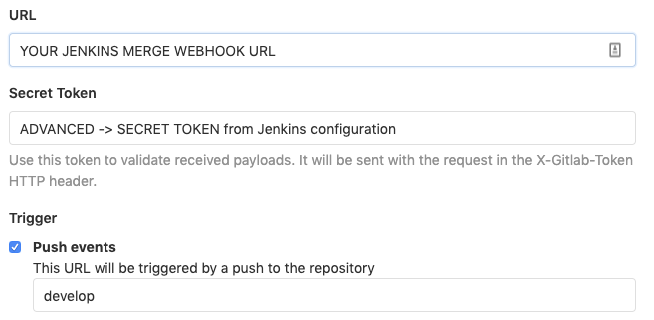 URL
YOUR JENKINS MERGE WEBHOOK URL
Secret Token
ADVANCED -> SECRET TOKEN from Jenkins configuration
Use this token to validate received payloads. It will be sent with the request in the X-Gitlab-Token
HTTP header.
Trigger
Push events
This URL will be triggered by a push to the repository
develop